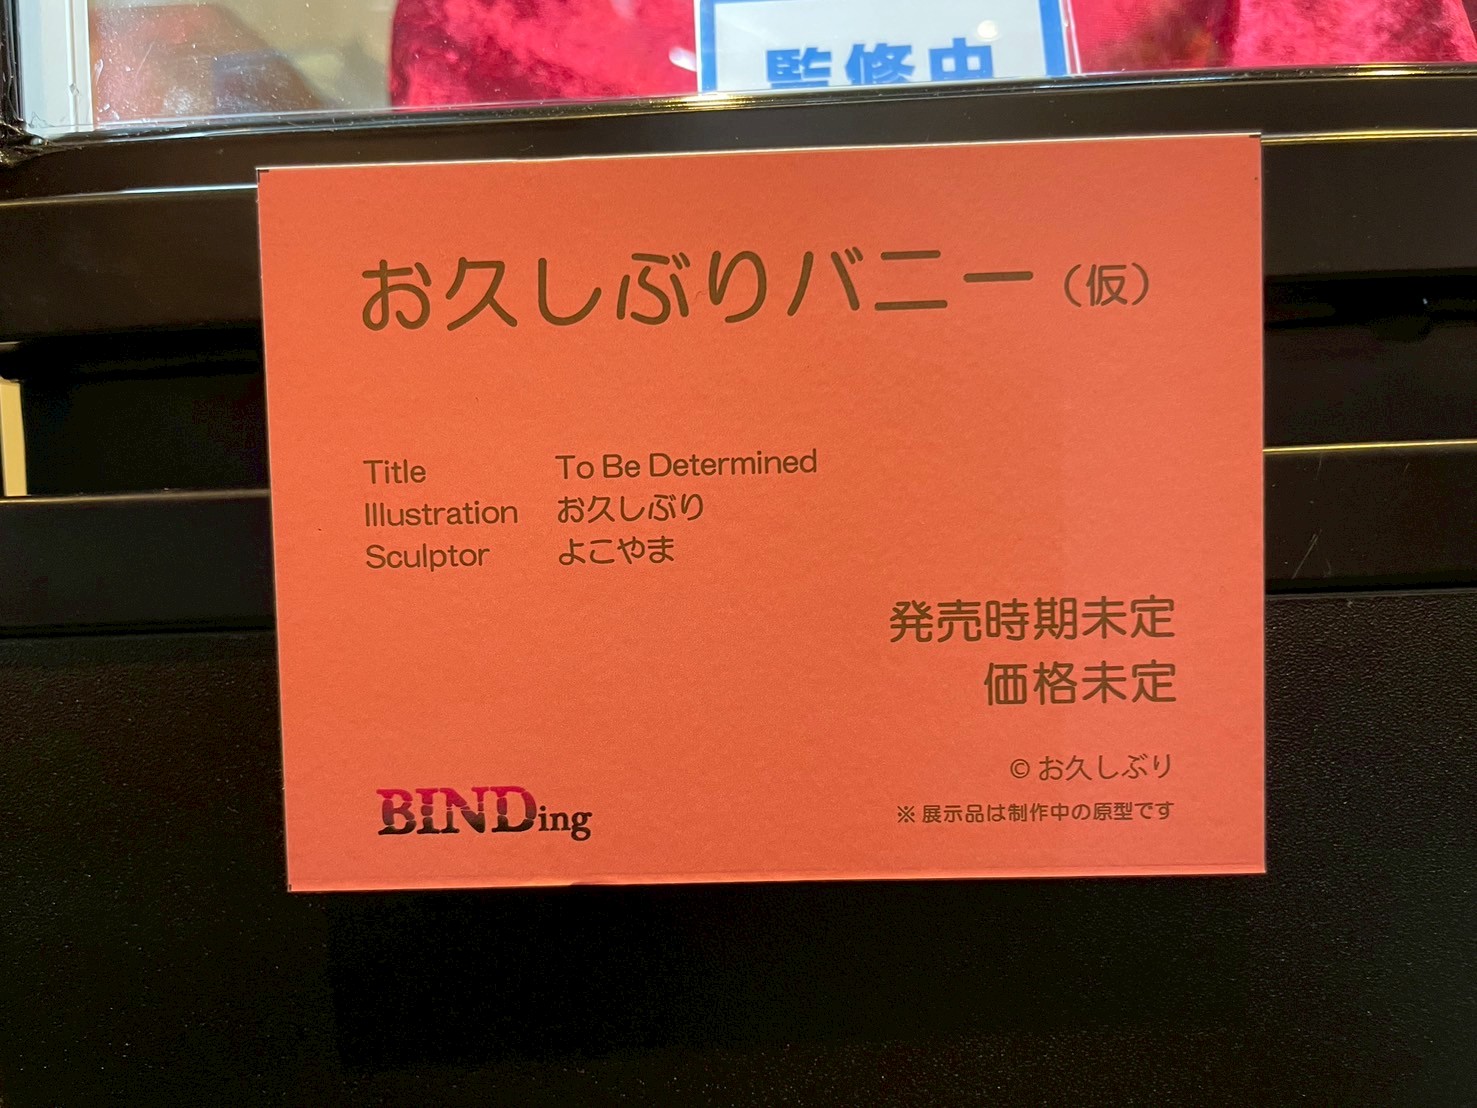 監修中
お久しぶりバニー（仮）
Title To Be Determined
Illustration お久しぶり
Sculptor よこやま
発売時期未定
価格未定
© お久しぶり
※ 展示品は制作中の原型です
BINDing